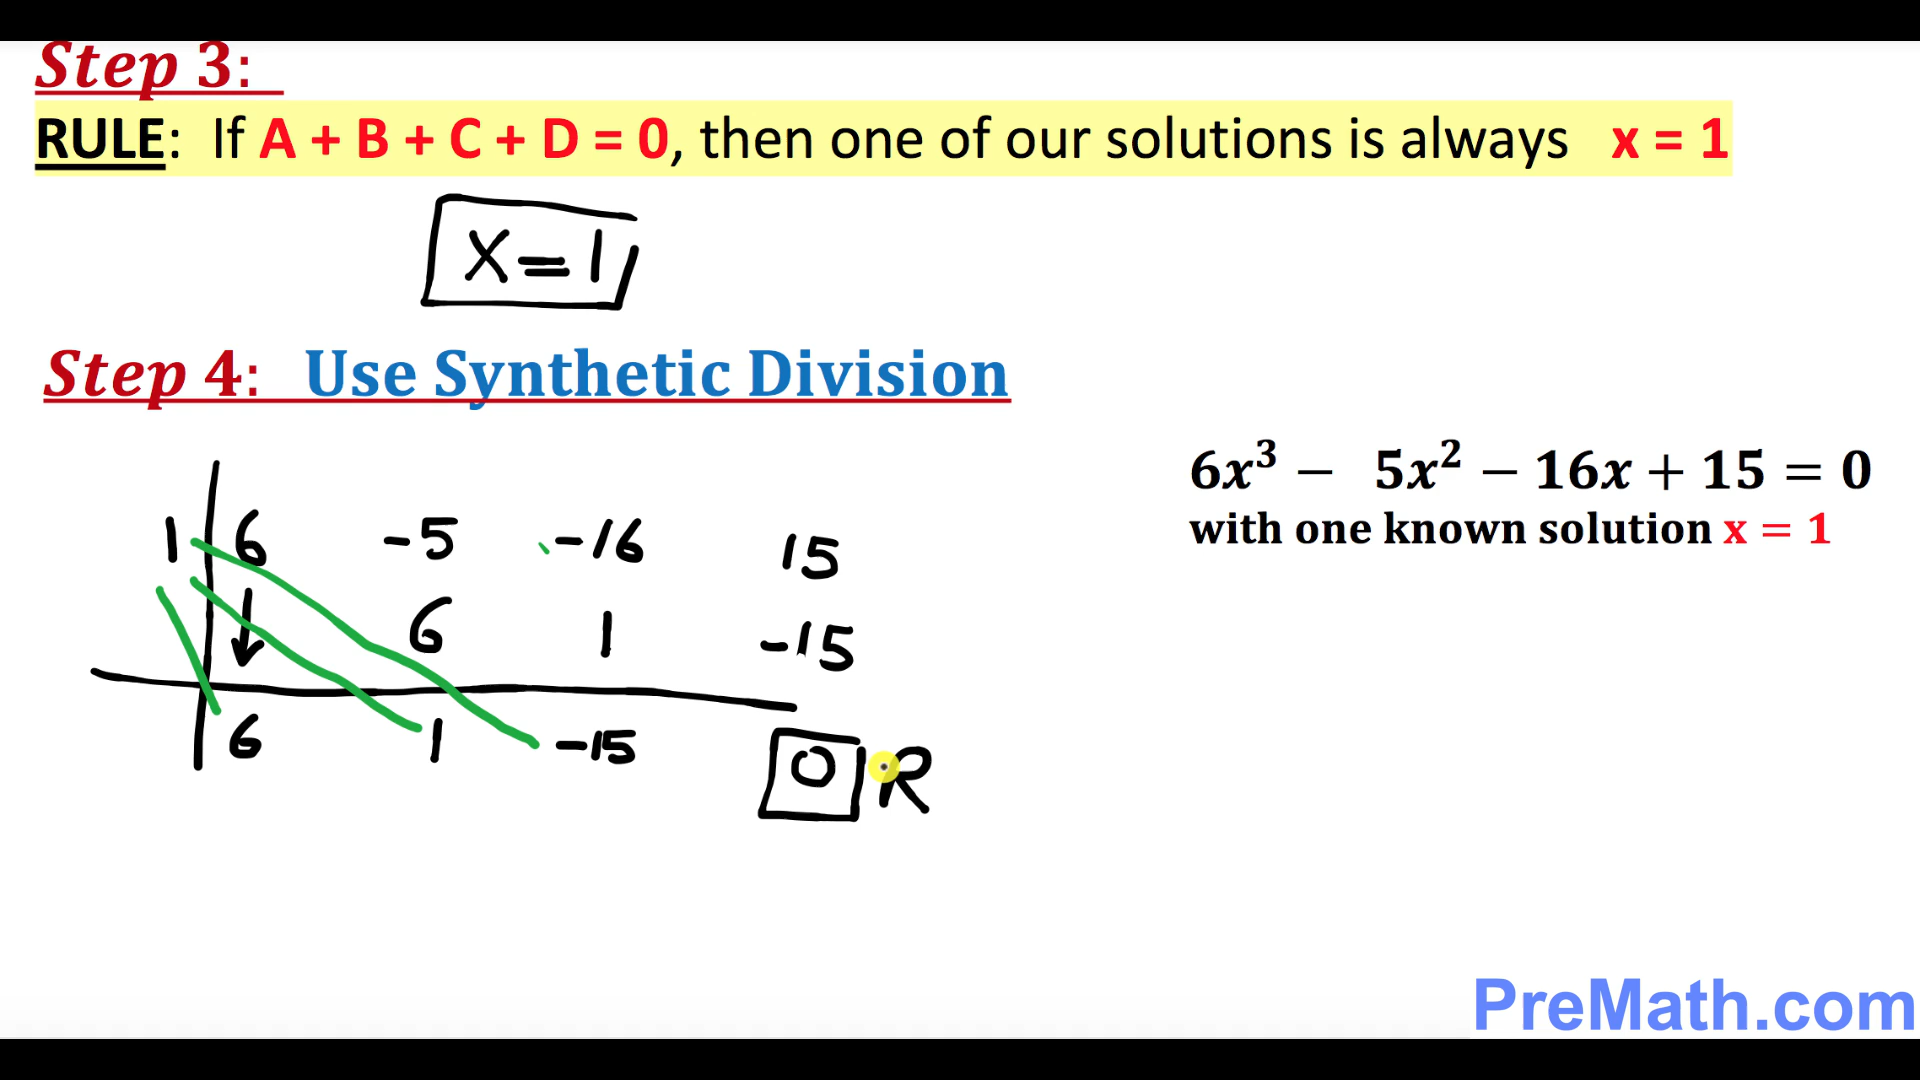 Step 3:
RULE: If A + B + C + D = 0, then one of our solutions is always x = 1
x = 1
Step 4: Use Synthetic Division
6x³ − 5x² − 16x + 15 = 0
with one known solution x = 1
1 6 -5 -16 15
6 1 -15
6 1 -15 0 R
PreMath.com